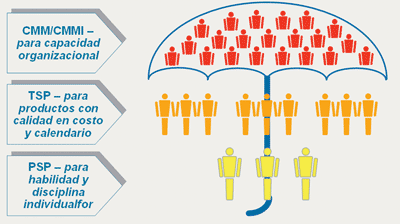 CMM/CMMI –
para capacidad
organizacional
TSP – para
productos con
calidad en costo
y calendario
PSP – para
habilidad y
disciplina
individualfor